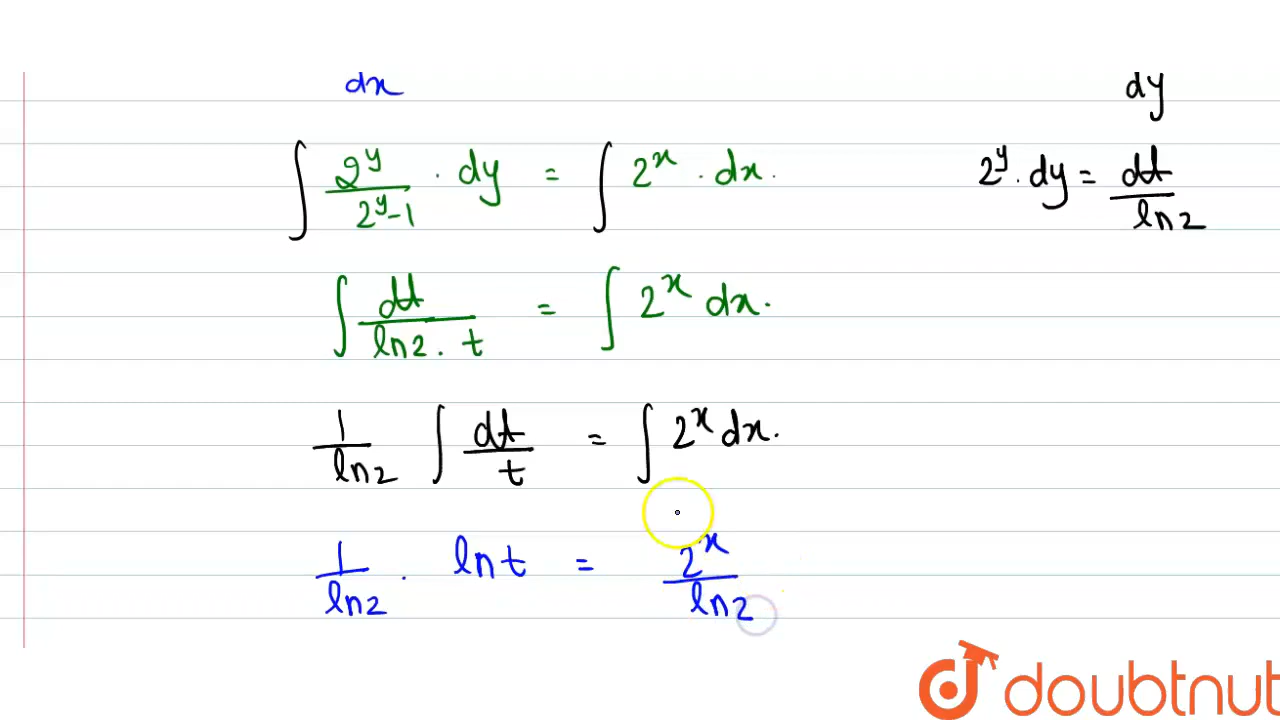 dx
dy
∫ 2^y/(2^y-1) · dy = ∫ 2^x · dx.
2^y · dy = dt/ln2
∫ dt/(ln2 · t) = ∫ 2^x dx.
1/ln2 ∫ dt/t = ∫ 2^x dx.
1/ln2 · ln t = 2^x/ln2
doubtnut